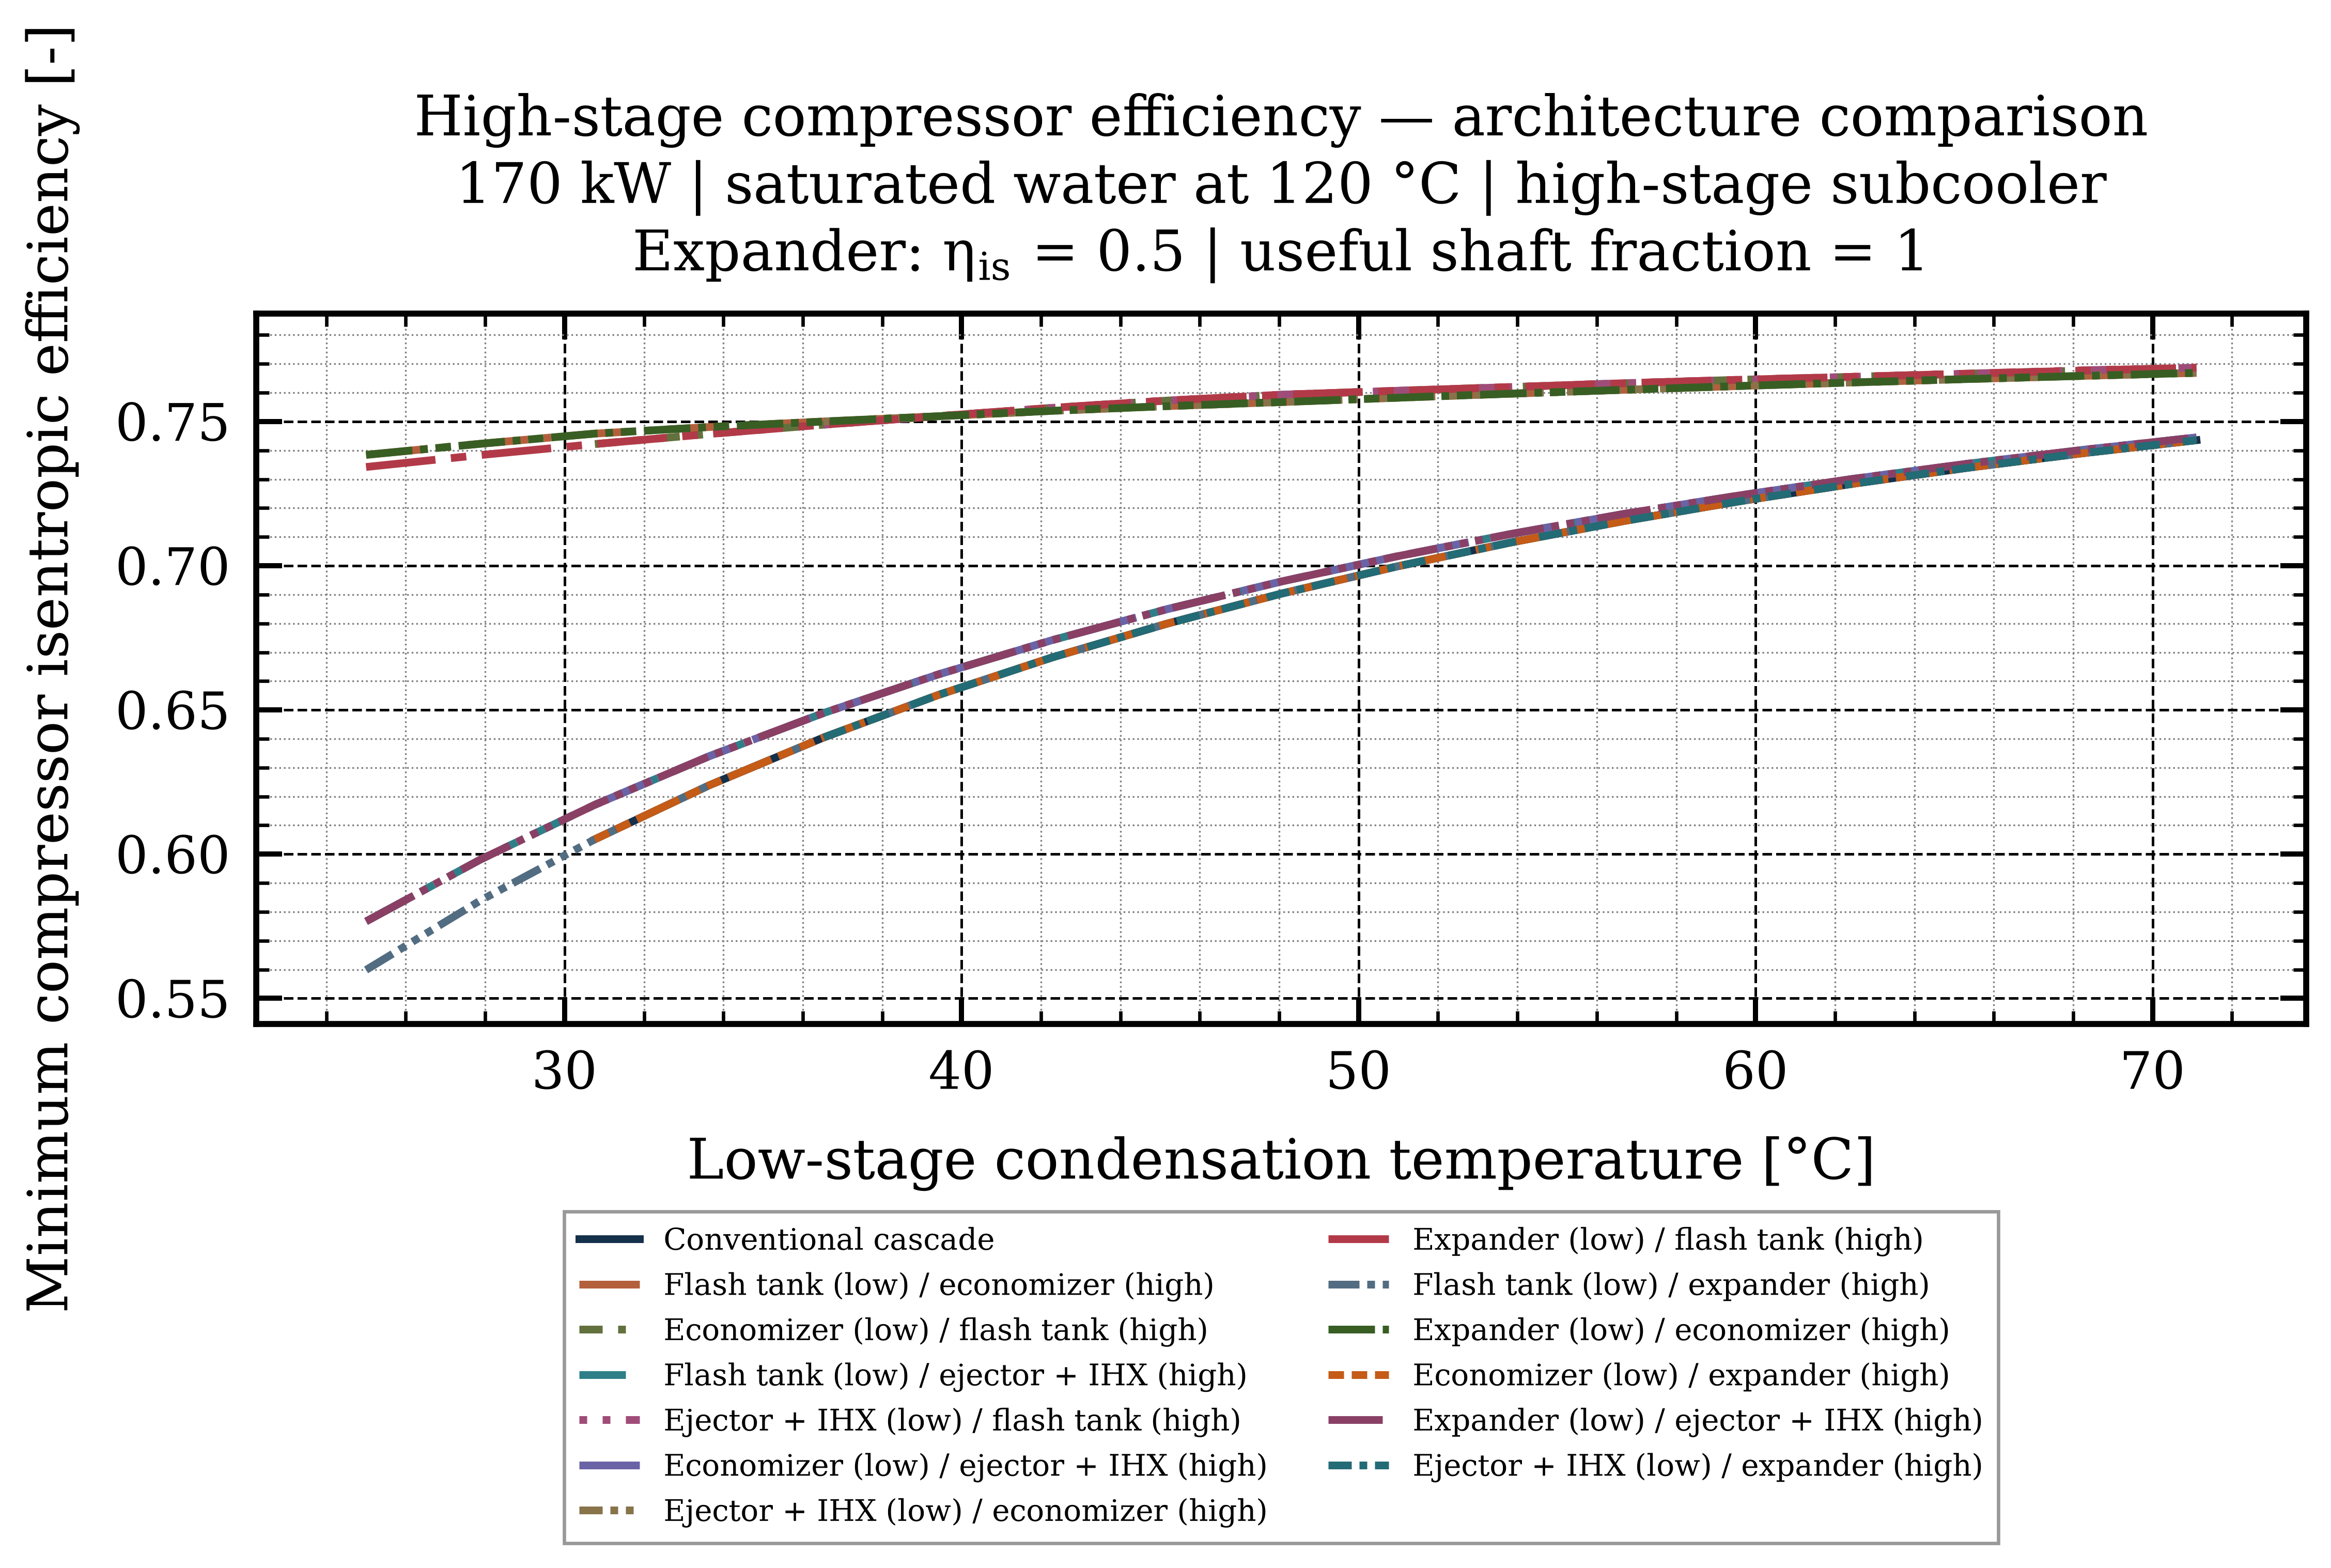 High-stage compressor efficiency — architecture comparison
170 kW | saturated water at 120 °C | high-stage subcooler
Expander: ηis = 0.5 | useful shaft fraction = 1
Minimum compressor isentropic efficiency [-]
0.75
0.70
0.65
0.60
0.55
30 40 50 60 70
Low-stage condensation temperature [°C]
Conventional cascade
Flash tank (low) / economizer (high)
Economizer (low) / flash tank (high)
Flash tank (low) / ejector + IHX (high)
Ejector + IHX (low) / flash tank (high)
Economizer (low) / ejector + IHX (high)
Ejector + IHX (low) / economizer (high)
Expander (low) / flash tank (high)
Flash tank (low) / expander (high)
Expander (low) / economizer (high)
Economizer (low) / expander (high)
Expander (low) / ejector + IHX (high)
Ejector + IHX (low) / expander (high)